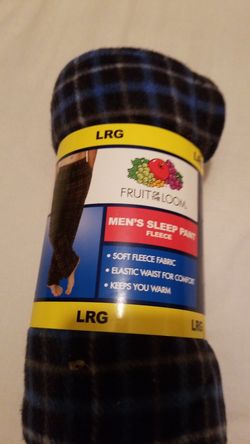 LRG
LRG
FRUIT OF THE LOOM.
MEN'S SLEEP PANT
FLEECE
• SOFT FLEECE FABRIC
• ELASTIC WAIST FOR COMFORT
• KEEPS YOU WARM
LRG
LRG